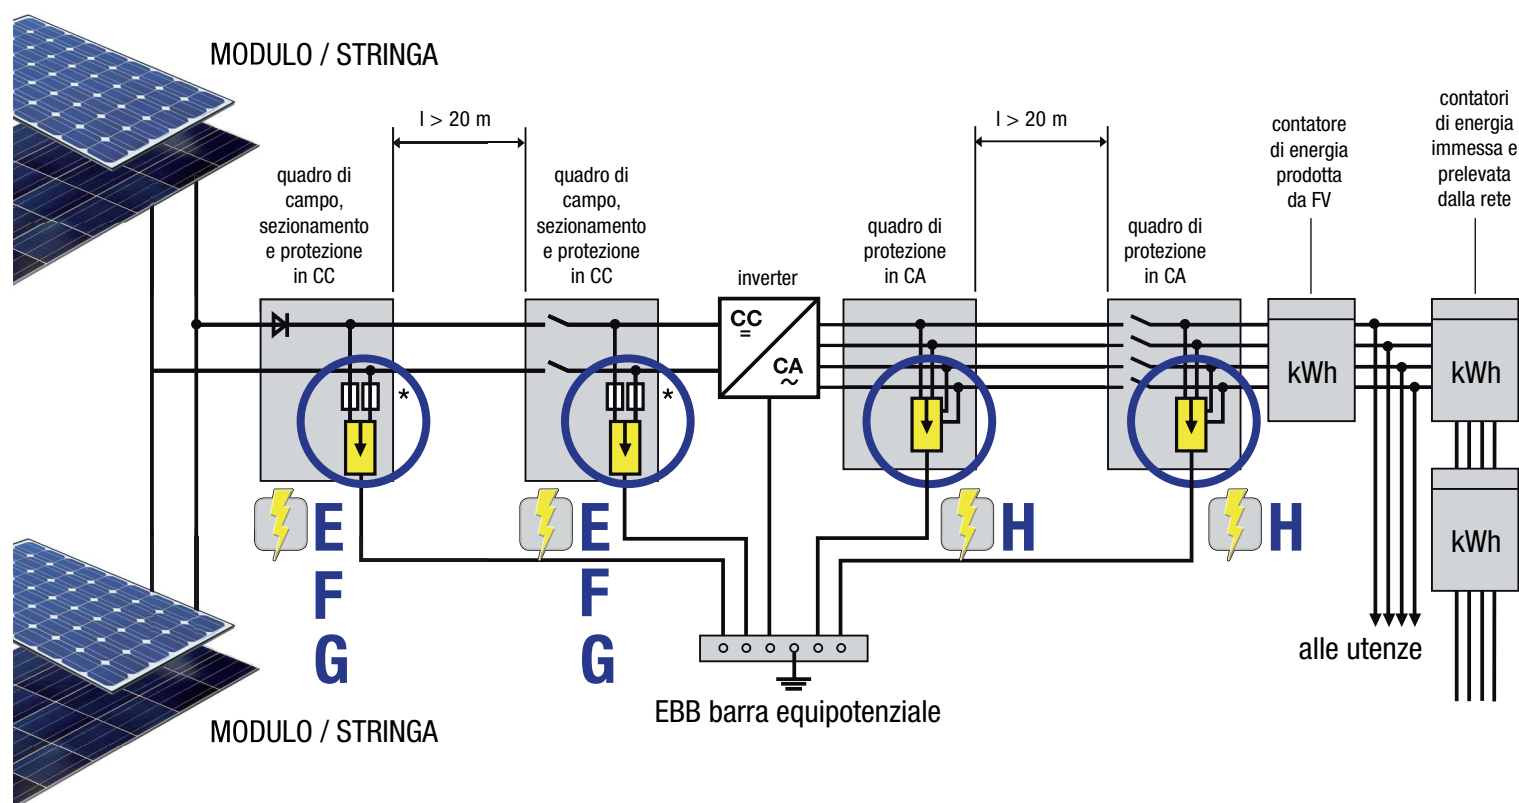 MODULO / STRINGA
l > 20 m
l > 20 m
quadro di
campo,
sezionamento
e protezione
in CC
quadro di
campo,
sezionamento
e protezione
in CC
inverter
quadro di
protezione
in CA
quadro di
protezione
in CA
contatore
di energia
prodotta
da FV
contatori
di energia
immessa e
prelevata
dalla rete
CC
=
CA
~
*
*
kWh
kWh
kWh
E
F
G
E
F
G
H
H
alle utenze
EBB barra equipotenziale
MODULO / STRINGA